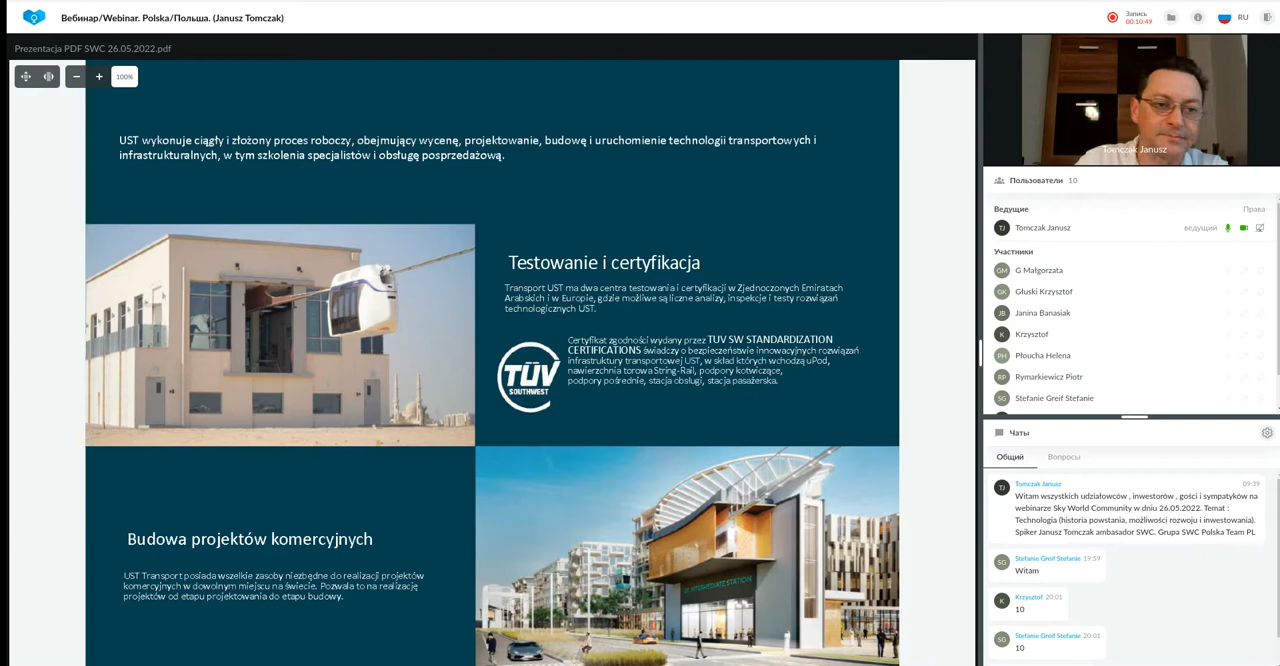 Вебинар/Webinar. Polska/Польша. (Janusz Tomczak)
Запись
00:10:49
RU
Prezentacja PDF SWC 26.05.2022.pdf
100%
UST wykonuje ciągły i złożony proces roboczy, obejmujący wycenę, projektowanie, budowę i uruchomienie technologii transportowych i
infrastrukturalnych, w tym szkolenia specjalistów i obsługę posprzedażową.
Testowanie i certyfikacja
Transport UST ma dwa centra testowania i certyfikacji w Zjednoczonych Emiratach
Arabskich i w Europie, gdzie możliwe są liczne analizy, inspekcje i testy rozwiązań
technologicznych UST.
TÜV
SOUTHWEST
Certyfikat zgodności wydany przez TUV SW STANDARDIZATION
CERTIFICATIONS świadczy o bezpieczeństwie innowacyjnych rozwiązań
infrastruktury transportowej UST, w skład których wchodzą uPod,
nawierzchnia torowa String-Rail, podpory kotwiczące,
podpory pośrednie, stacja obsługi, stacja pasażerska.
Budowa projektów komercyjnych
UST Transport posiada wszelkie zasoby niezbędne do realizacji projektów
komercyjnych w dowolnym miejscu na świecie. Pozwala to na realizację
projektów od etapu projektowania do etapu budowy.
INTERMEDIATE STATION
Tomczak Janusz
Пользователи 10
Ведущие Права
TJ Tomczak Janusz ведущий
Участники
GM G Małgorzata
GK Głuski Krzysztof
JB Janina Banasiak
K Krzysztof
PH Płoucha Helena
RP Rymarkiewicz Piotr
SG Stefanie Greif Stefanie
Чаты
Общий Вопросы
TJ Tomczak Janusz 09:39
Witam wszystkich udziałowców , inwestorów , gości i sympatyków na
webinarze Sky World Community w dniu 26.05.2022. Temat :
Technologia (historia powstania, możliwości rozwoju i inwestowania).
Spiker Janusz Tomczak ambasador SWC. Grupa SWC Polska Team PL
SG Stefanie Greif Stefanie 19:59
Witam
K Krzysztof 20:01
10
SG Stefanie Greif Stefanie 20:01
10